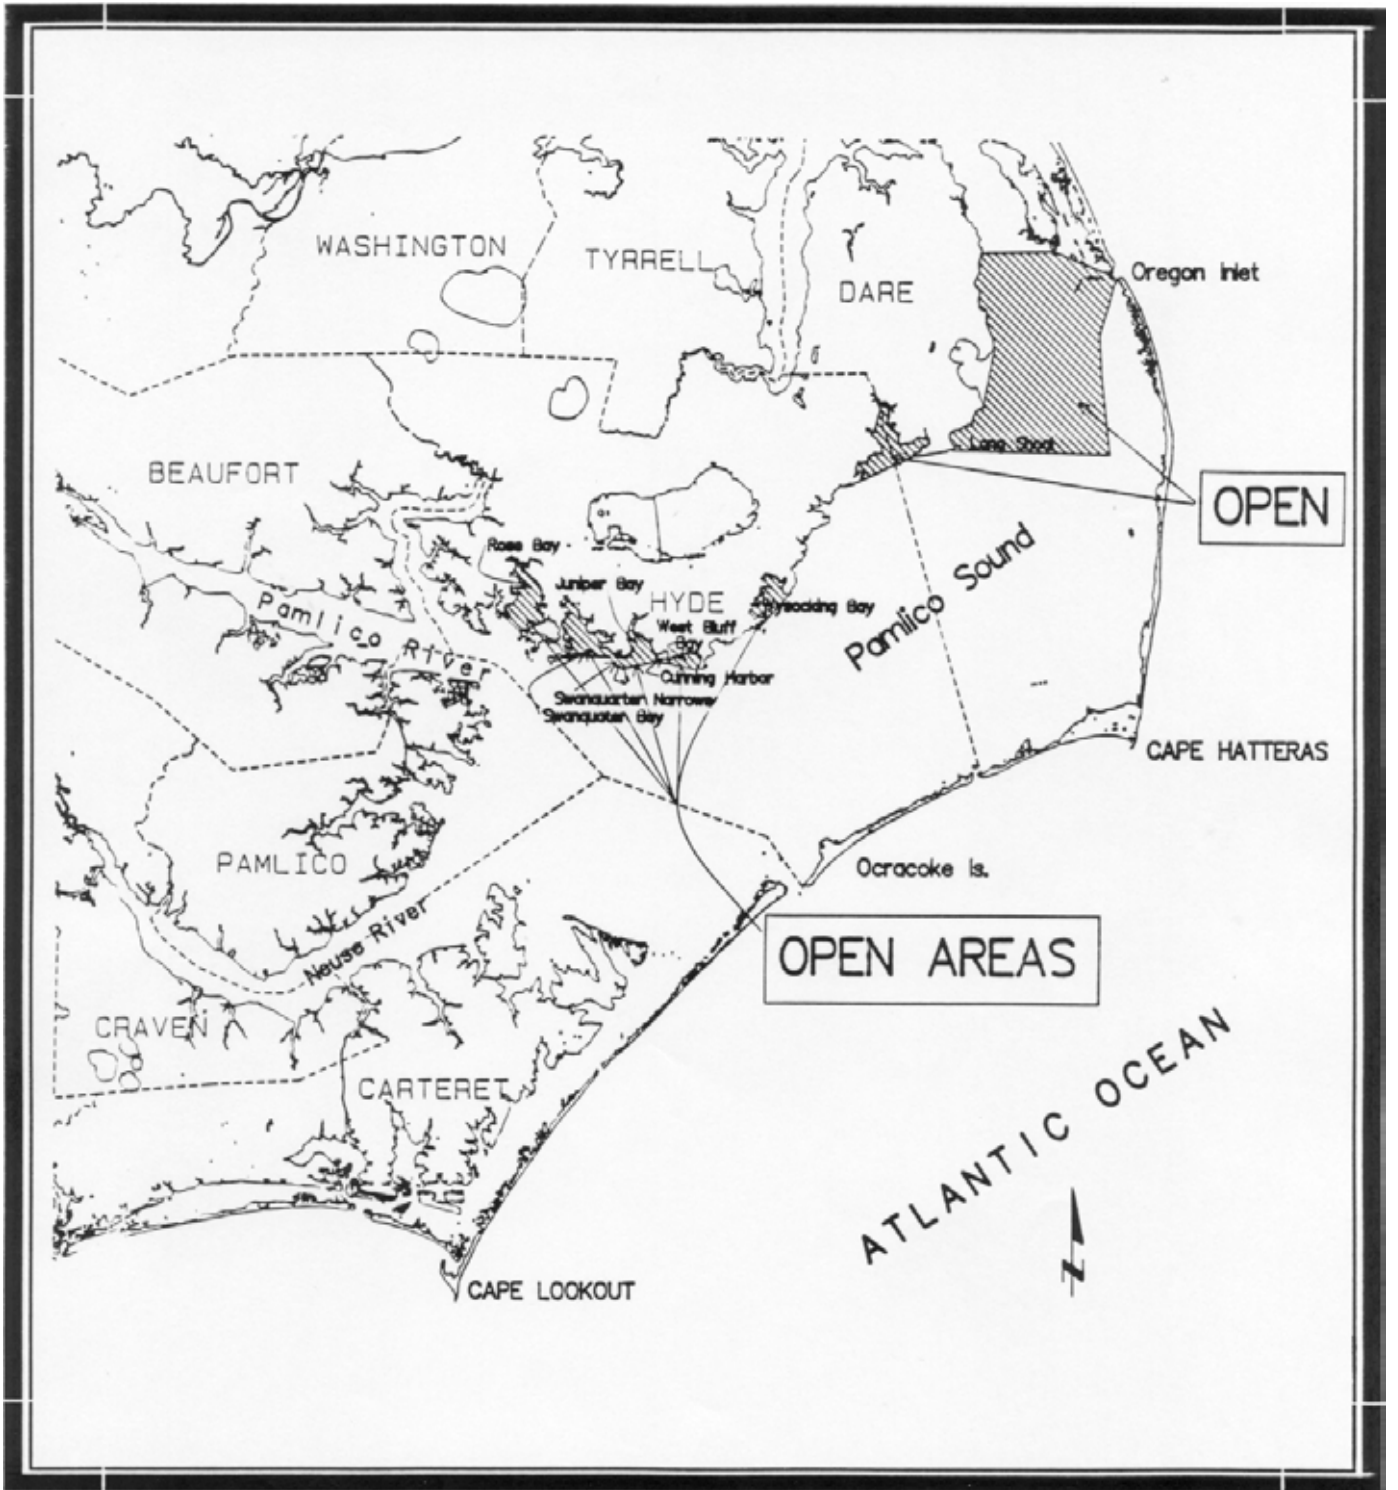 WASHINGTON
TYRRELL
DARE
Oregon Inlet
BEAUFORT
Long Shoal
OPEN
Rose Bay
Juniper Bay
HYDE
Wysocking Bay
West Bluff
Bay
Pamlico Sound
Pamlico River
Cunning Harbor
Swanquarter Narrows
Swanquater Bay
CAPE HATTERAS
PAMLICO
Ocracoke Is.
Neuse River
OPEN AREAS
CRAVEN
CARTERET
ATLANTIC OCEAN
N
CAPE LOOKOUT